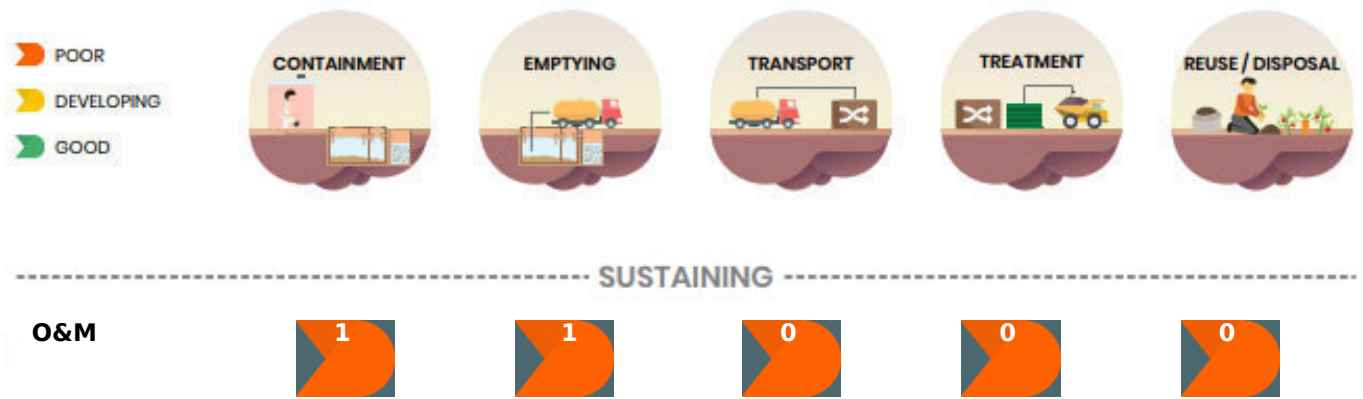 POOR
DEVELOPING
GOOD
CONTAINMENT
EMPTYING
TRANSPORT
TREATMENT
REUSE / DISPOSAL
SUSTAINING
O&M 1 1 0 0 0